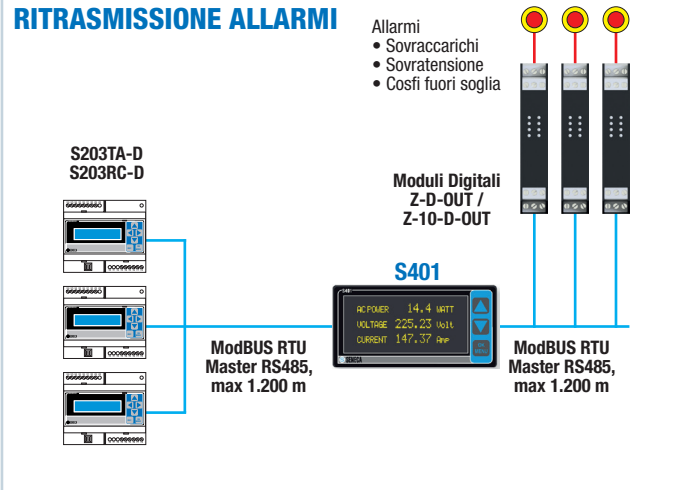 RITRASMISSIONE ALLARMI
Allarmi
• Sovraccarichi
• Sovratensione
• Cosfi fuori soglia
S203TA-D
S203RC-D
Moduli Digitali
Z-D-OUT /
Z-10-D-OUT
S401
AC POWER 14.4 WATT
VOLTAGE 225.23 Volt
CURRENT 147.37 Amp
SENECA
ModBUS RTU
Master RS485,
max 1.200 m
ModBUS RTU
Master RS485,
max 1.200 m